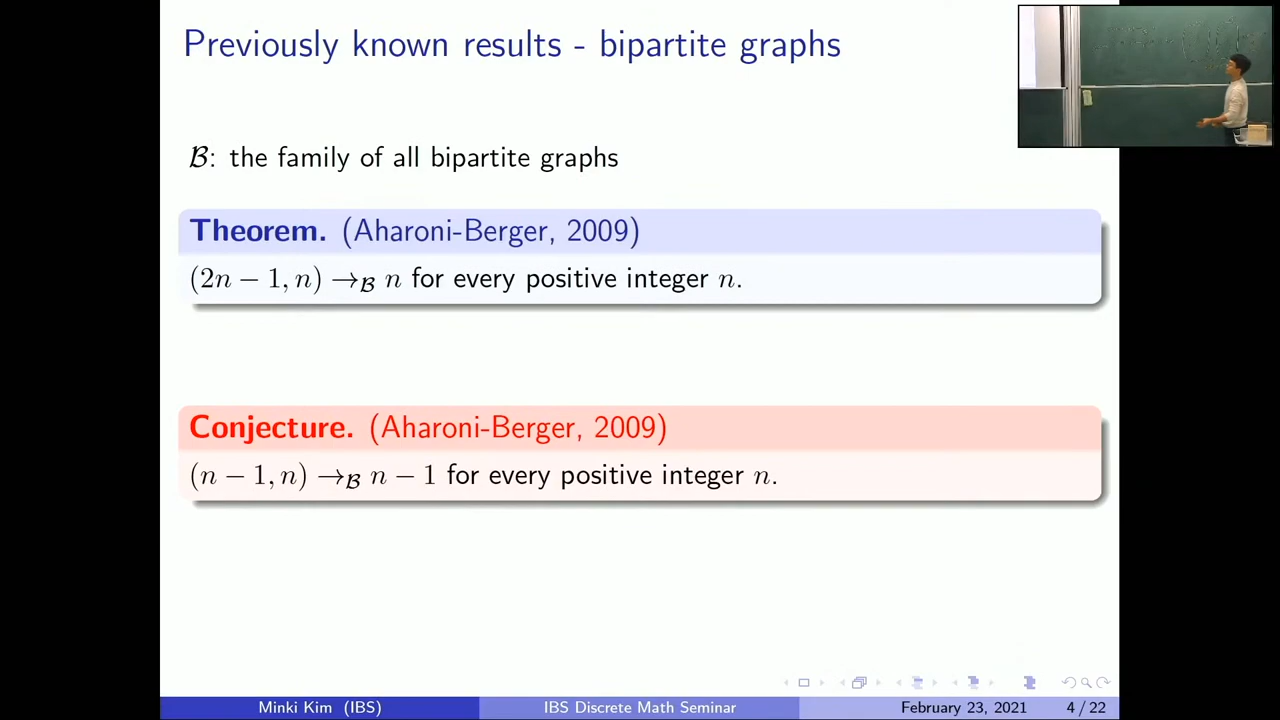 Previously known results - bipartite graphs
ℬ: the family of all bipartite graphs
Theorem. (Aharoni-Berger, 2009)
(2n − 1, n) →ℬ n for every positive integer n.
Conjecture. (Aharoni-Berger, 2009)
(n − 1, n) →ℬ n − 1 for every positive integer n.
Minki Kim (IBS) IBS Discrete Math Seminar February 23, 2021 4 / 22